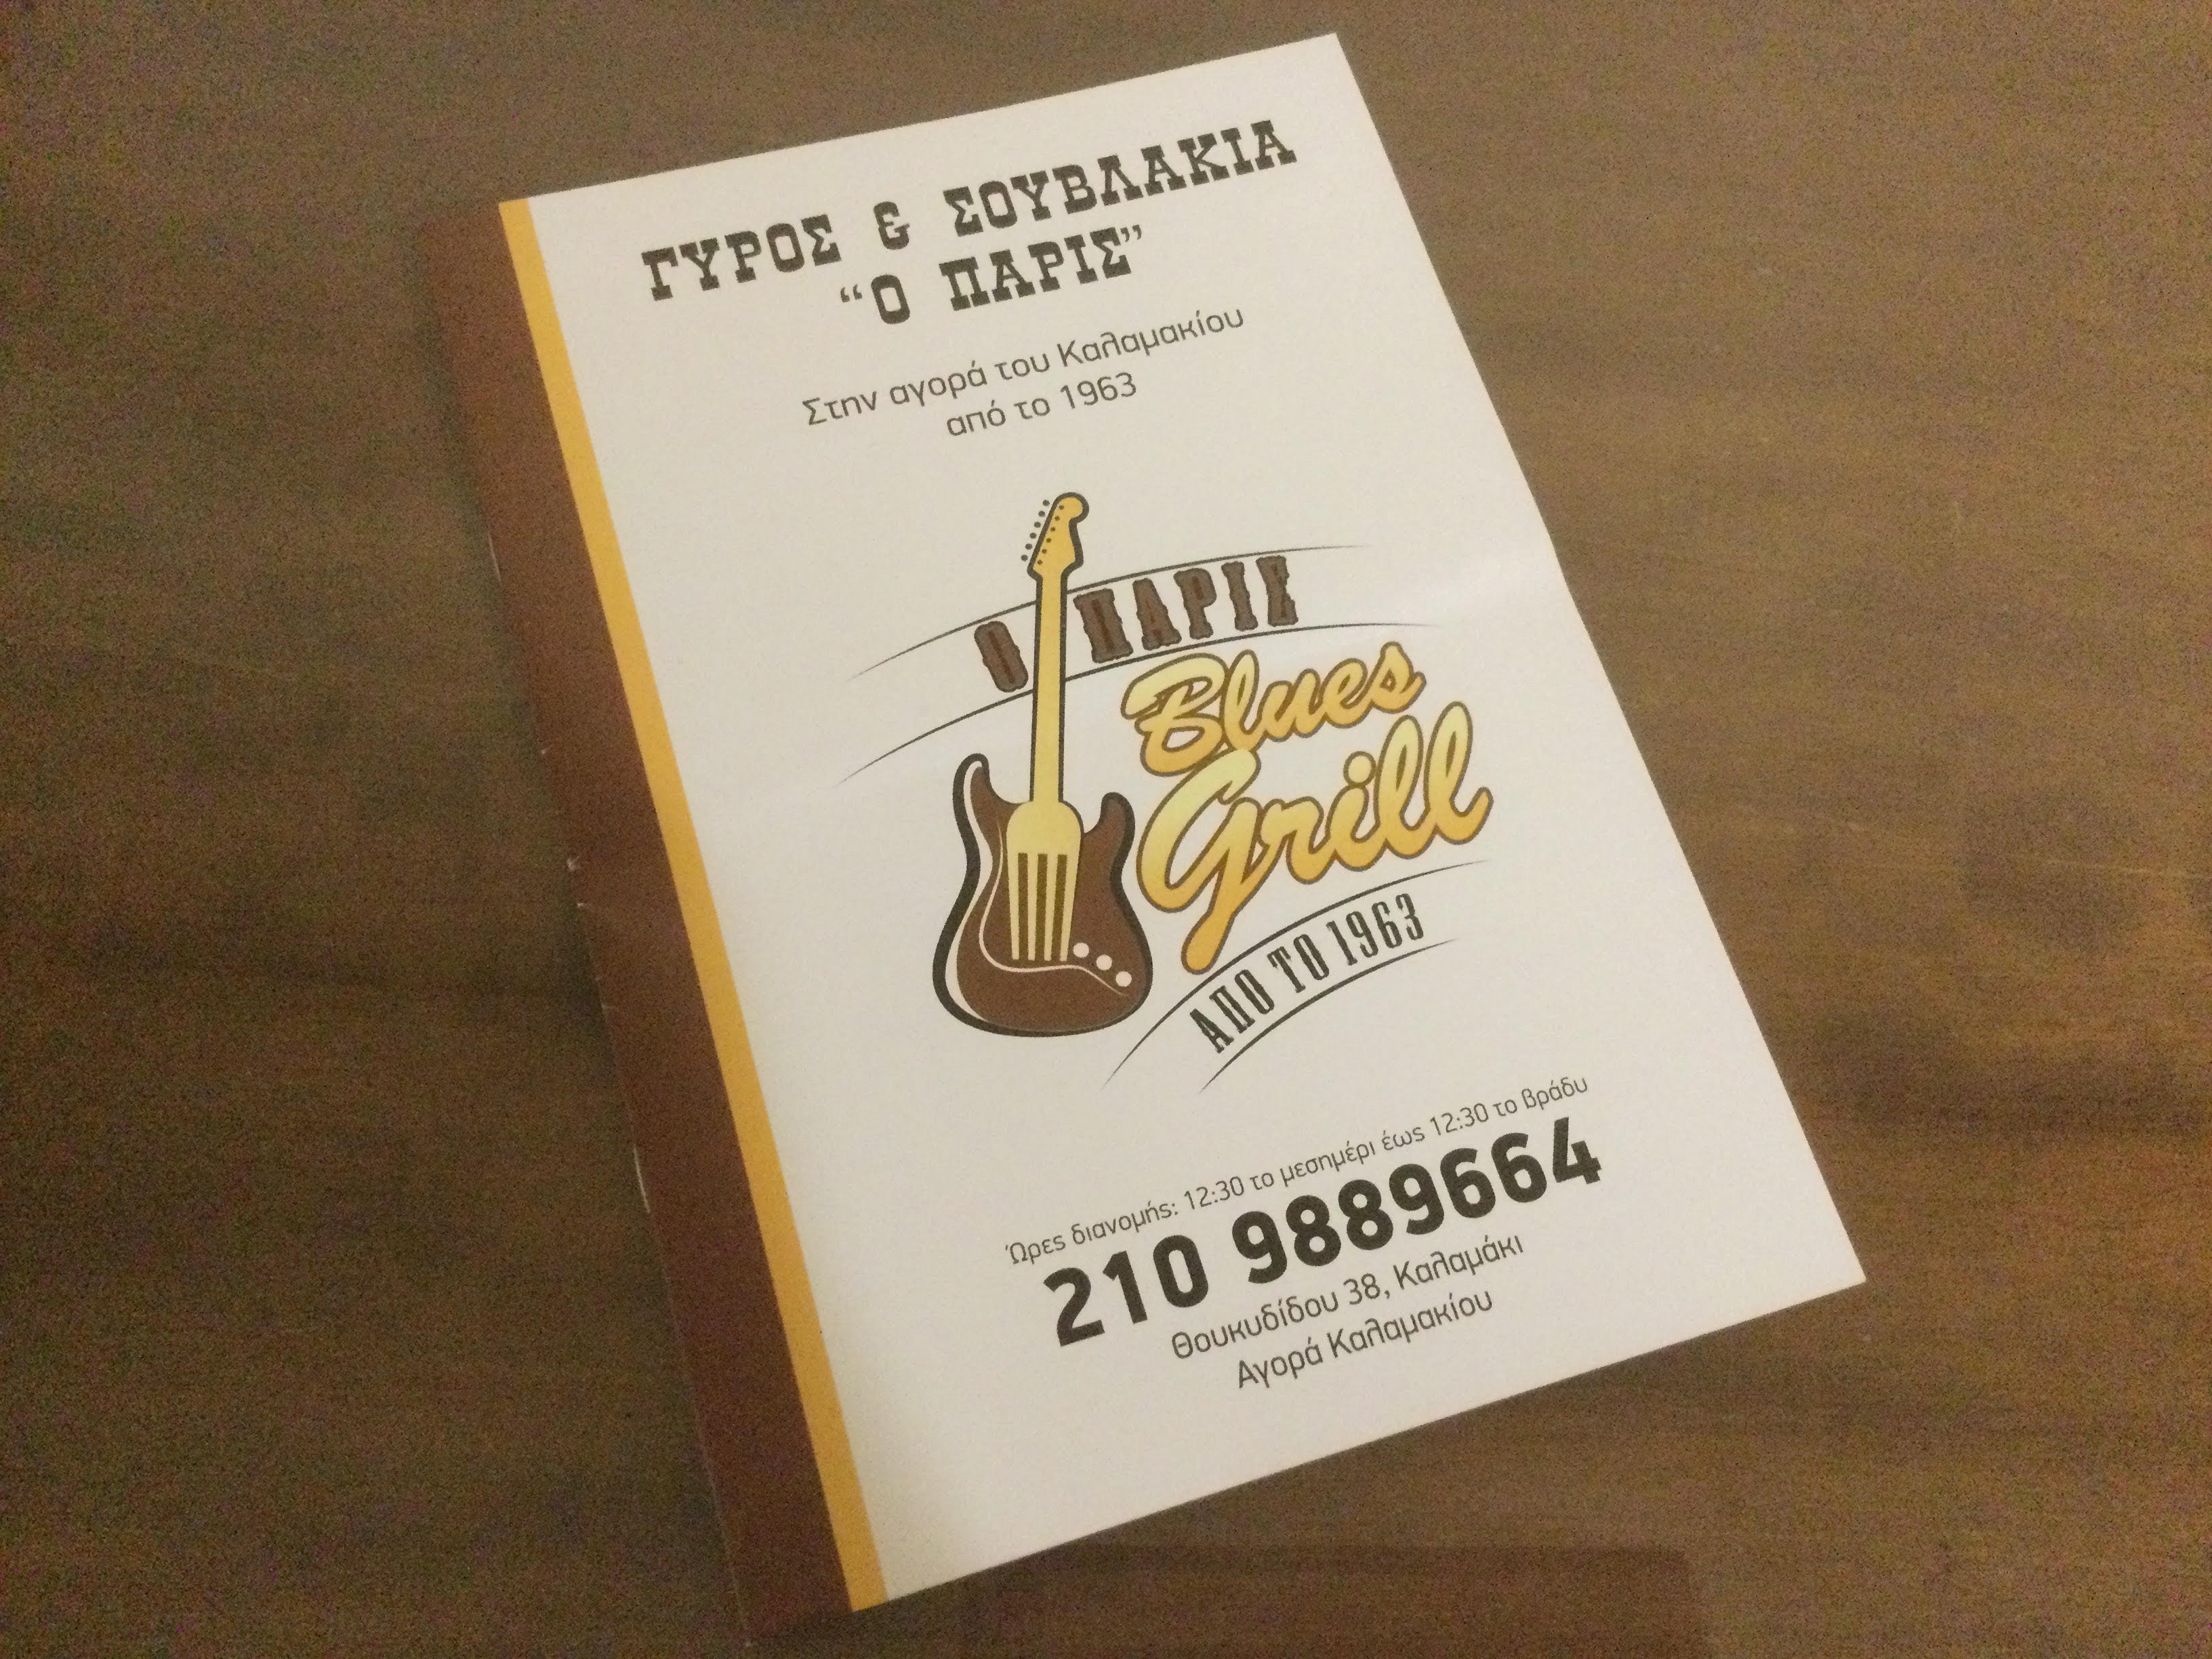 ΓΥΡΟΣ & ΣΟΥΒΛΑΚΙΑ
“Ο ΠΑΡΙΣ”
Στην αγορά του Καλαμακίου
από το 1963
Ο ΠΑΡΙΣ
Blues
Grill
ΑΠΟ ΤΟ 1963
Ώρες διανομής: 12:30 το μεσημέρι έως 12:30 το βράδυ
210 9889664
Θουκυδίδου 38, Καλαμάκι
Αγορά Καλαμακίου